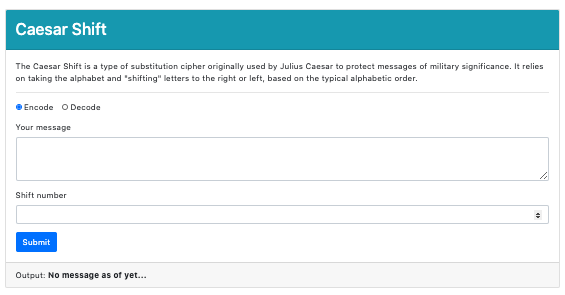 Caesar Shift
The Caesar Shift is a type of substitution cipher originally used by Julius Caesar to protect messages of military significance. It relies
on taking the alphabet and "shifting" letters to the right or left, based on the typical alphabetic order.
Encode Decode
Your message
Shift number
Submit
Output: No message as of yet...